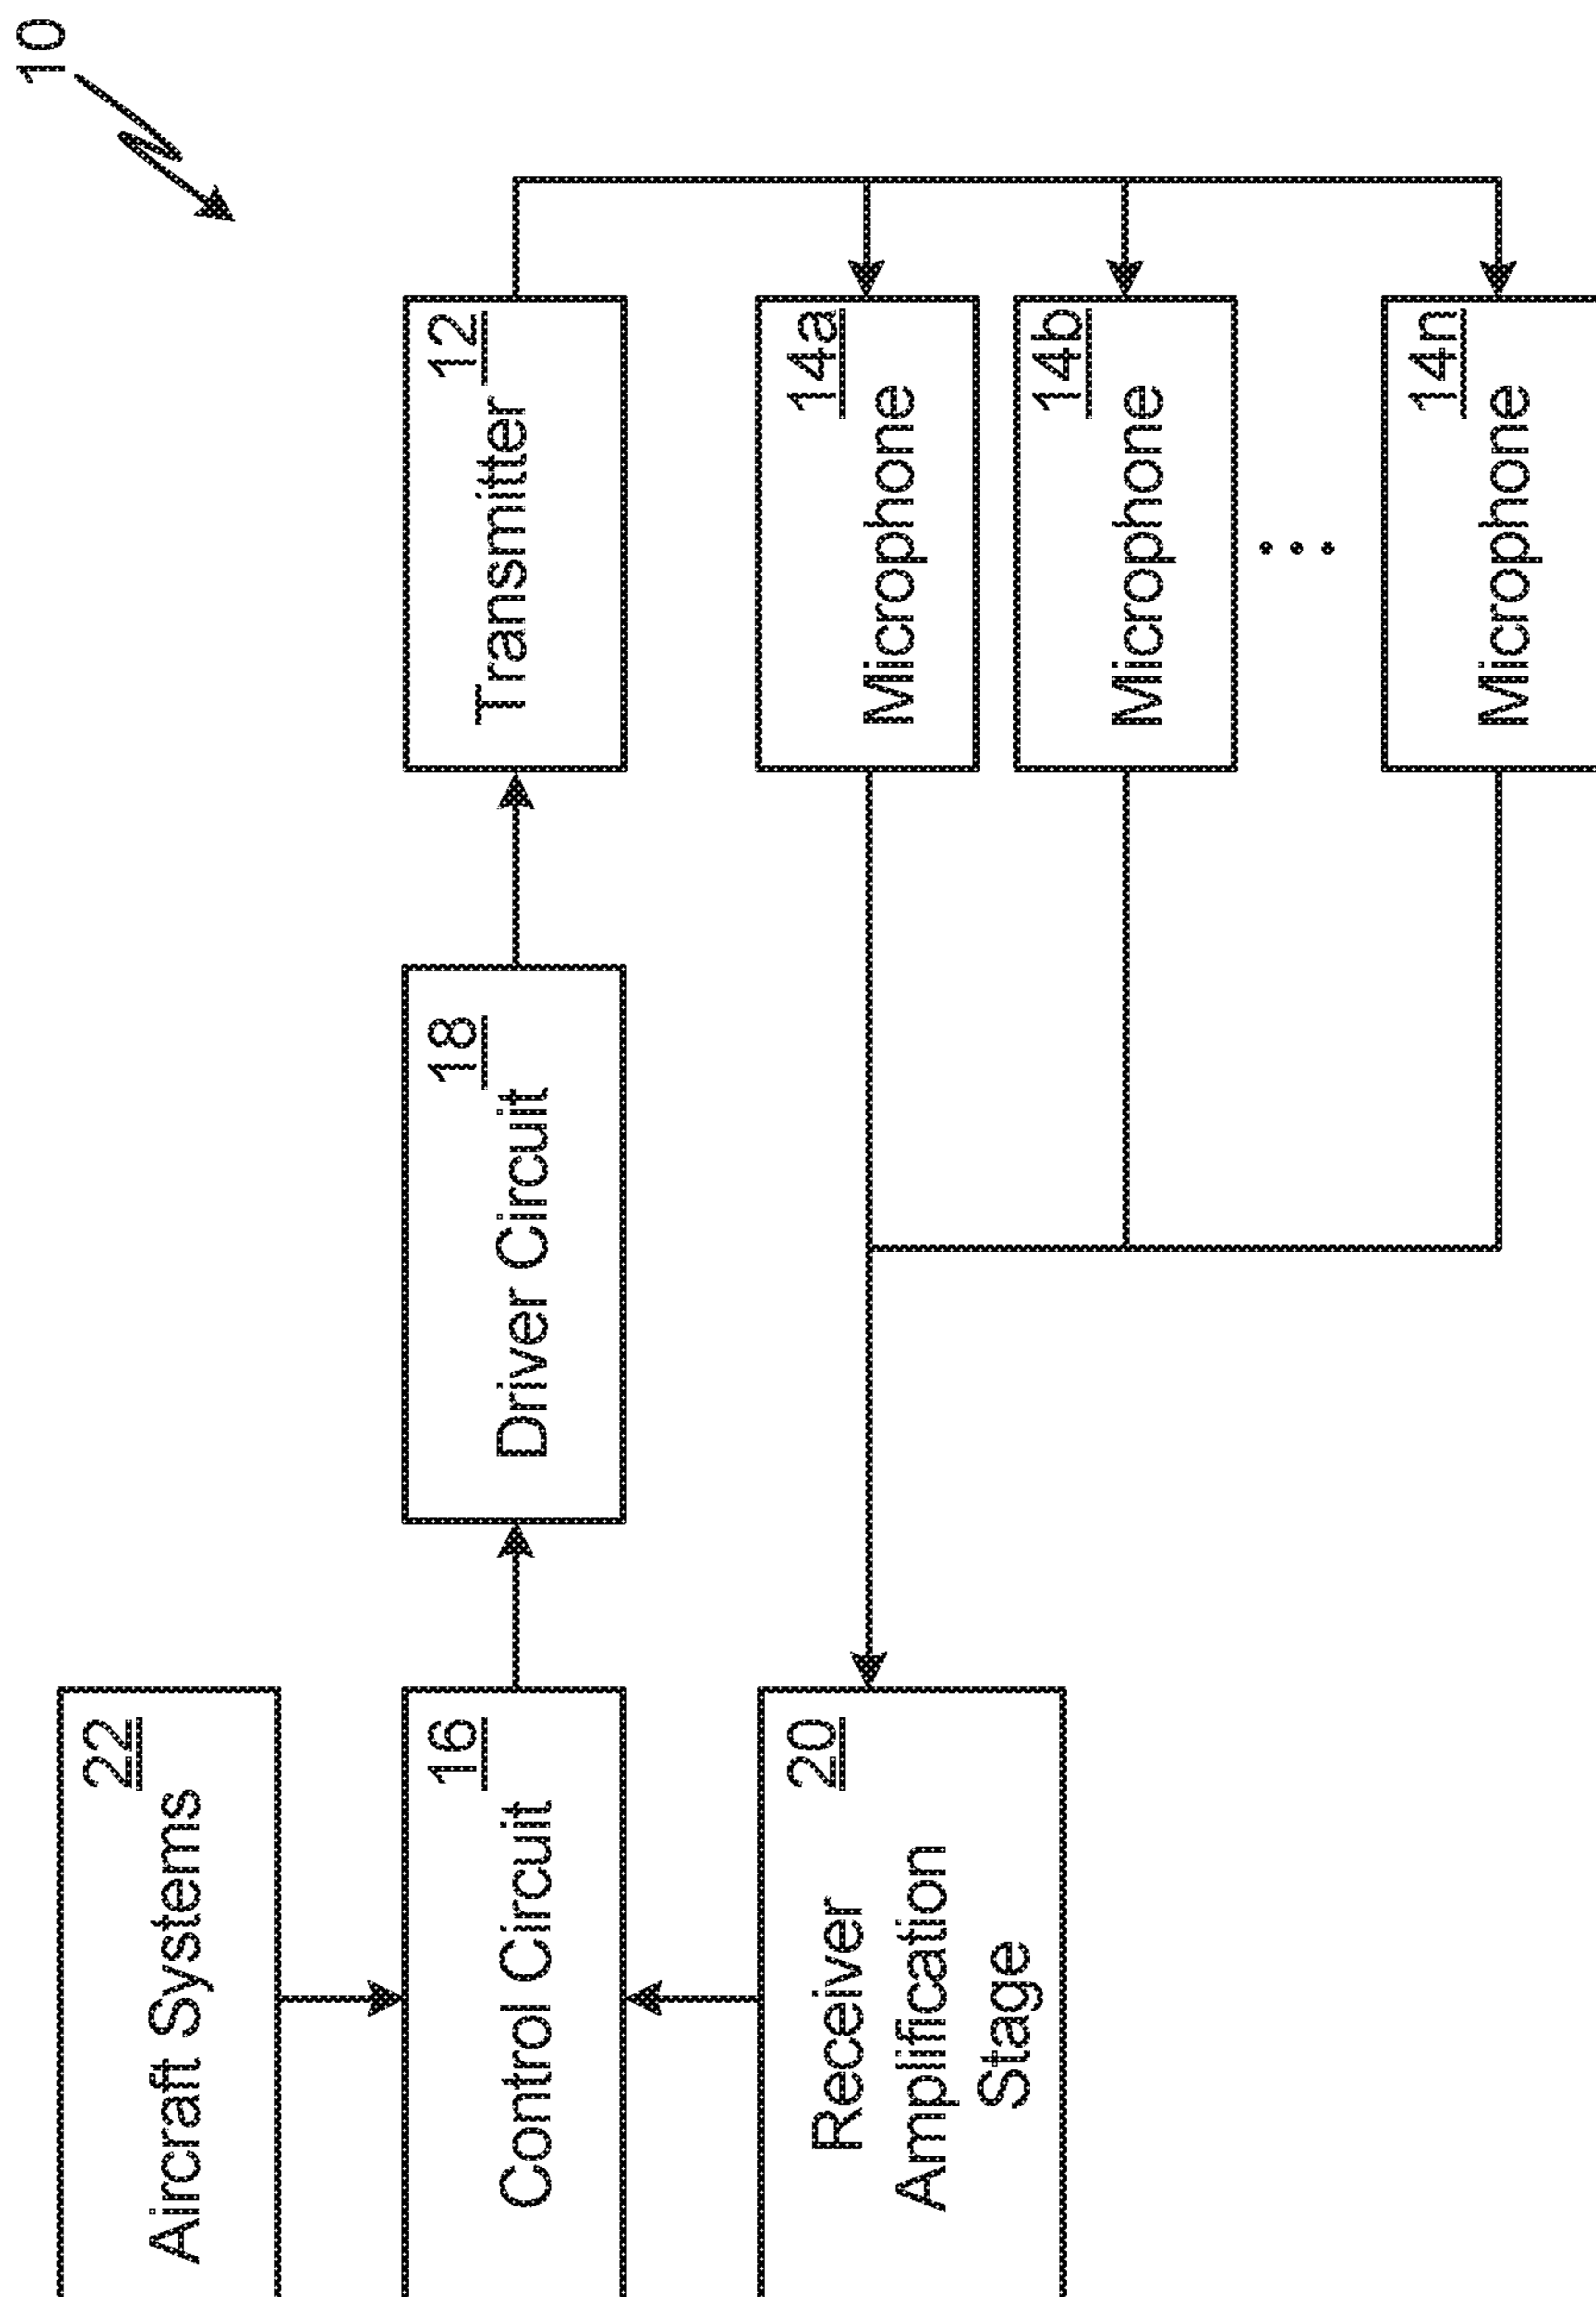 10
22
Aircraft Systems
16
Control Circuit
18
Driver Circuit
12
Transmitter
20
Receiver
Amplification
Stage
14a
Microphone
14b
Microphone
...
14n
Microphone